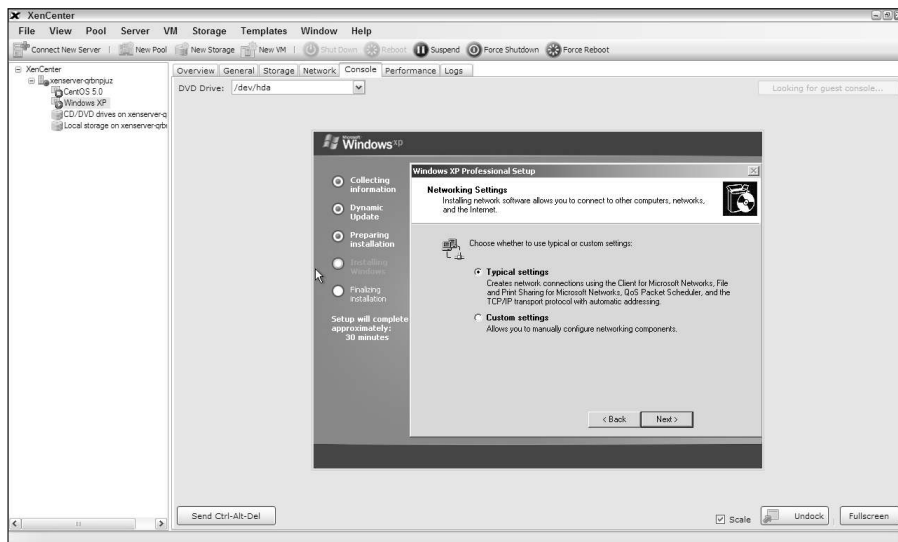 XenCenter
File View Pool Server VM Storage Templates Window Help
Connect New Server New Pool New Storage New VM Shut Down Reboot Suspend Force Shutdown Force Reboot
XenCenter
xenserver-qrbnpjuz
CentOS 5.0
Windows XP
CD/DVD drives on xenserver-q
Local storage on xenserver-qrb
Overview General Storage Network Console Performance Logs
DVD Drive: /dev/hda
Looking for guest console...
Microsoft
Windows xp
Collecting
information
Dynamic
Update
Preparing
installation
Installing
Windows
Finalizing
installation
Setup will complete
approximately:
30 minutes
Windows XP Professional Setup
Networking Settings
Installing network software allows you to connect to other computers, networks,
and the Internet.
Choose whether to use typical or custom settings:
Typical settings
Creates network connections using the Client for Microsoft Networks, File
and Print Sharing for Microsoft Networks, QoS Packet Scheduler, and the
TCP/IP transport protocol with automatic addressing.
Custom settings
Allows you to manually configure networking components.
< Back Next >
Send Ctrl-Alt-Del
Scale Undock Fullscreen